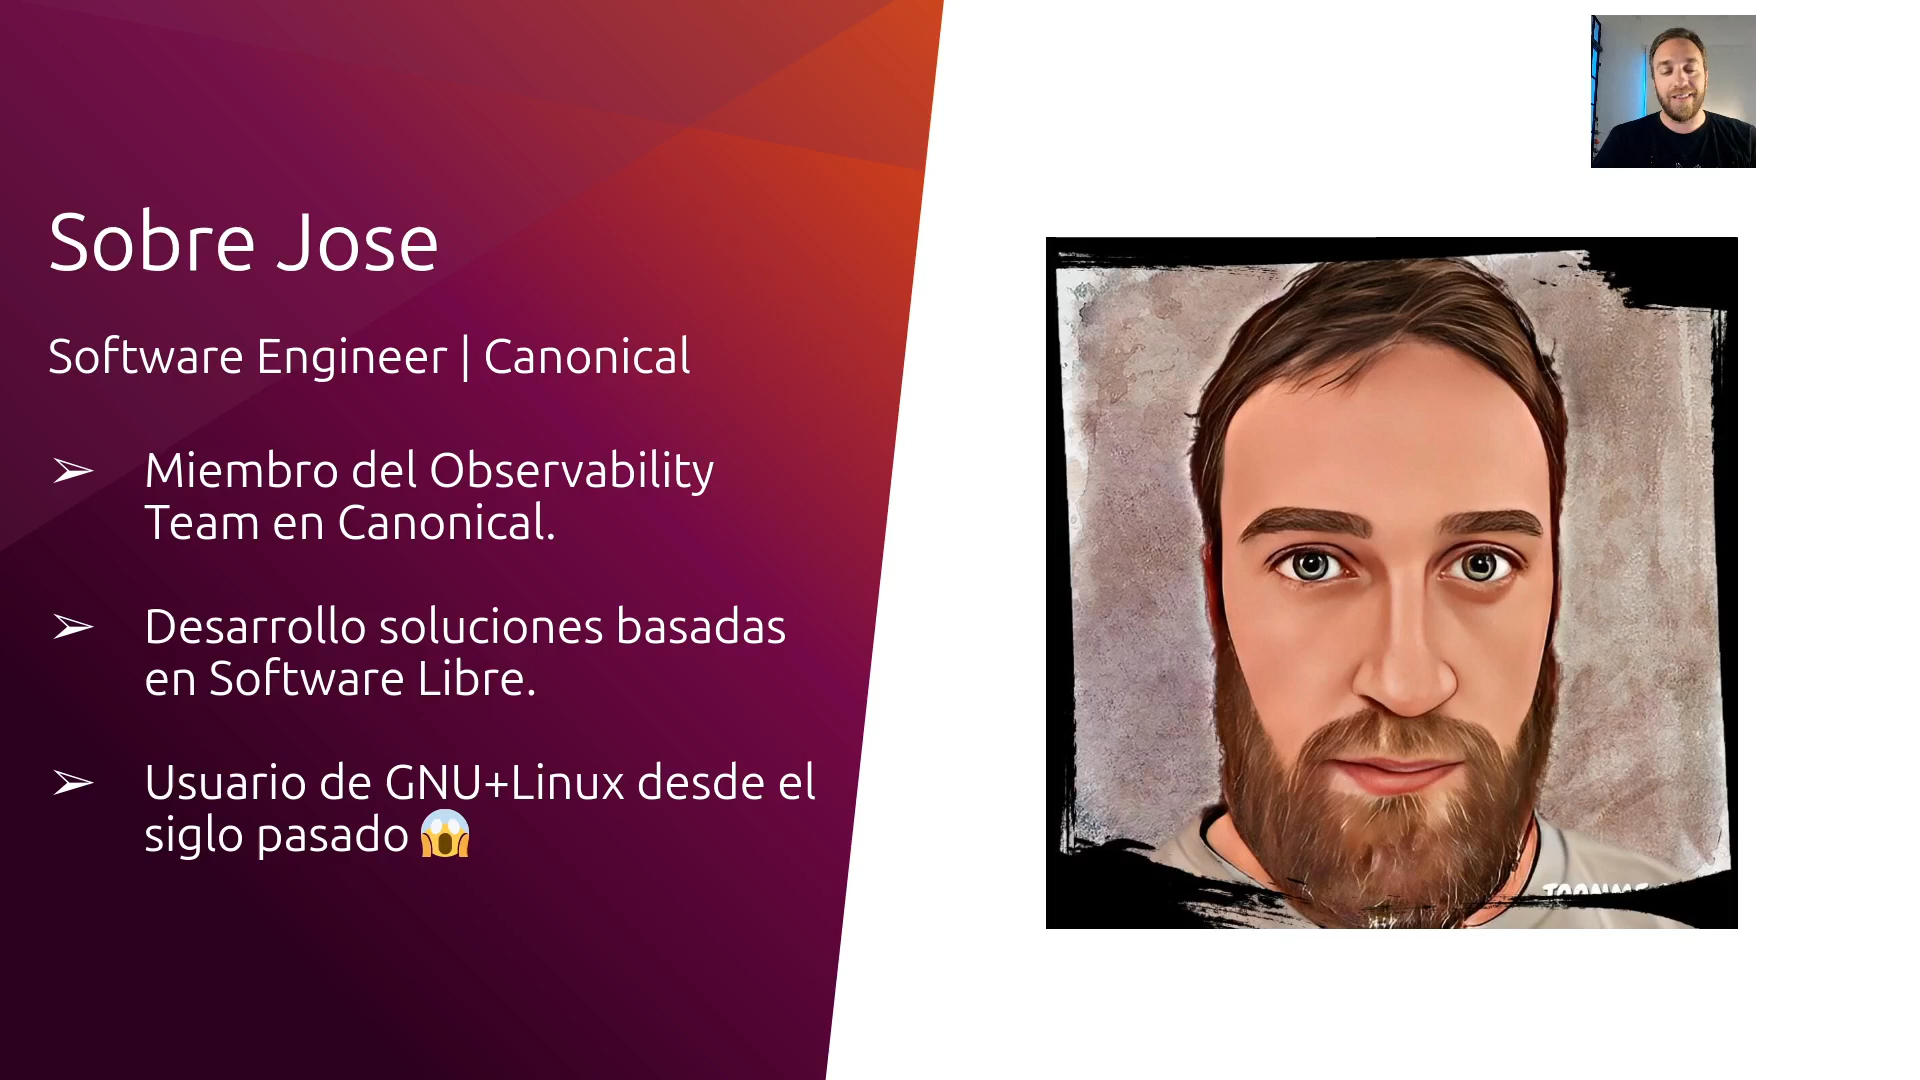 Sobre Jose
Software Engineer | Canonical
➢ Miembro del Observability
Team en Canonical.
➢ Desarrollo soluciones basadas
en Software Libre.
➢ Usuario de GNU+Linux desde el
siglo pasado 😱
TOONME